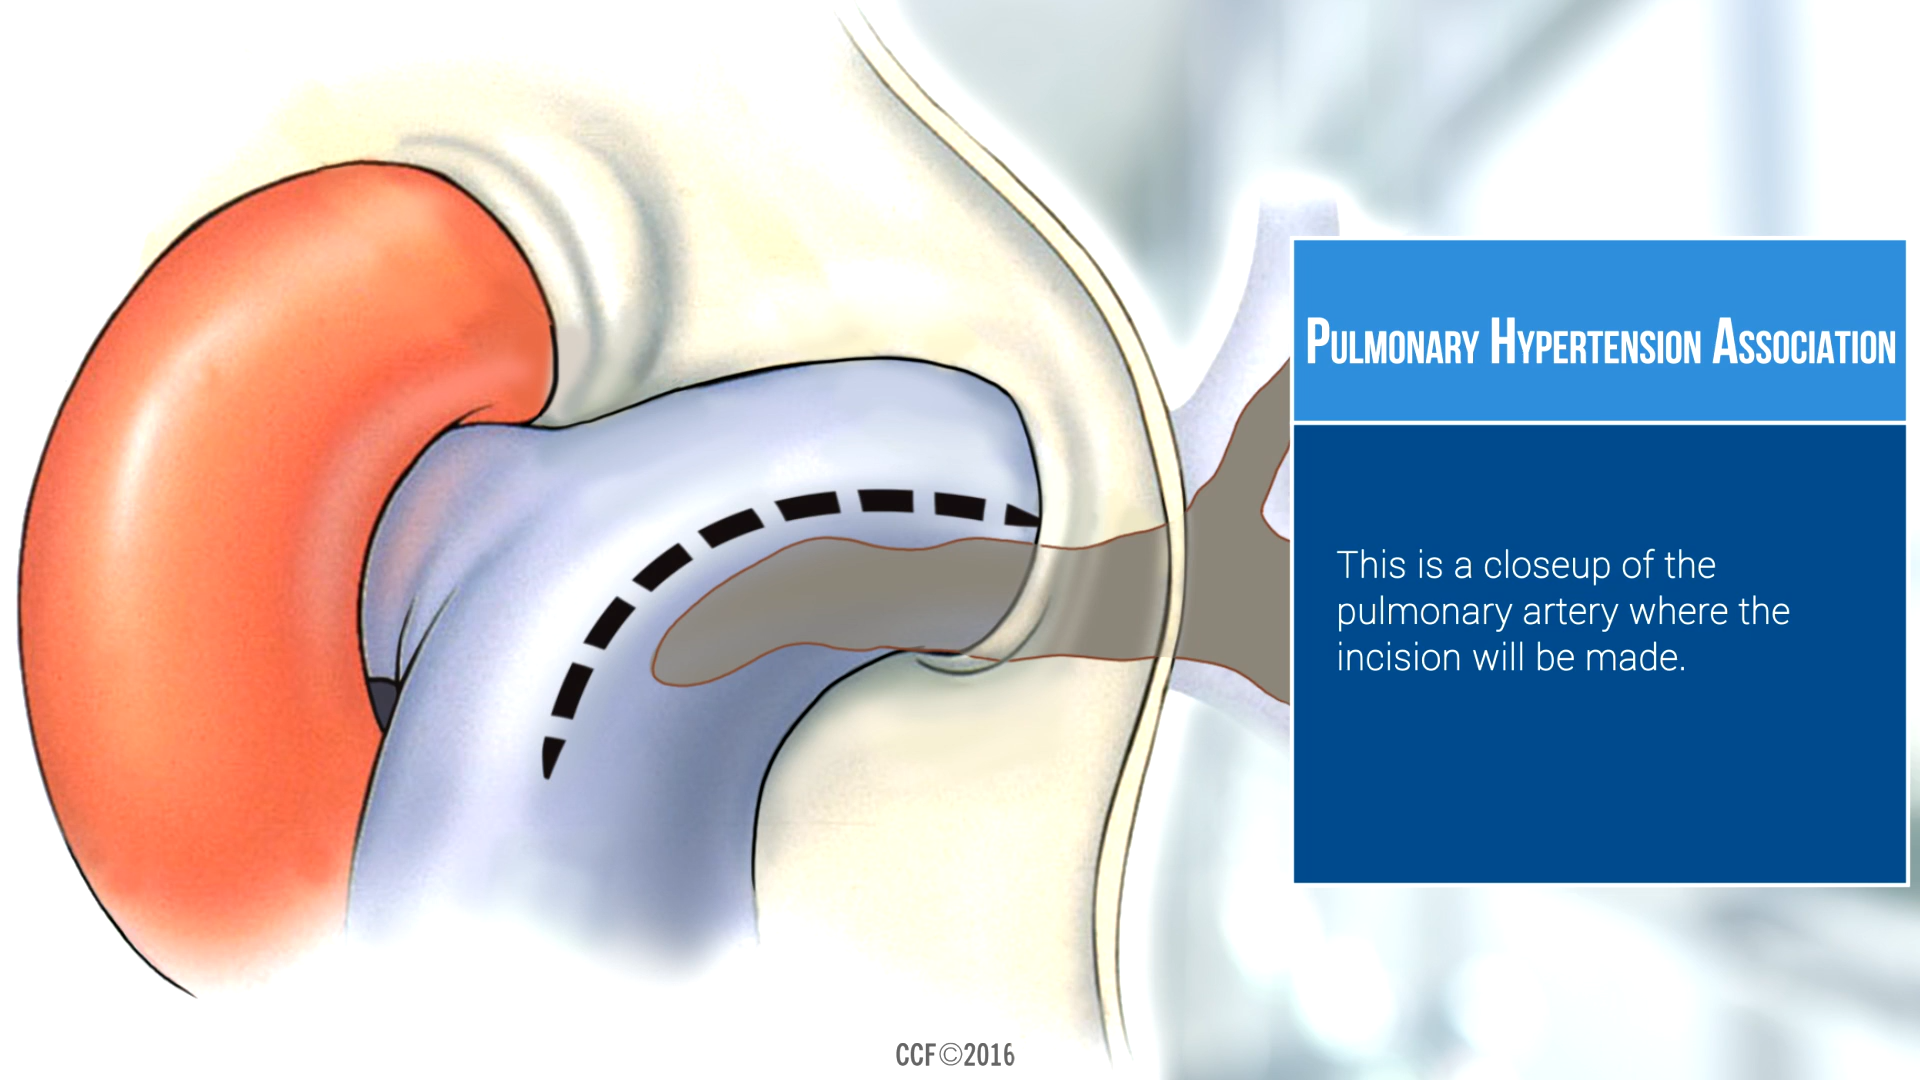 Pulmonary Hypertension Association
This is a closeup of the
pulmonary artery where the
incision will be made.
CCF©2016